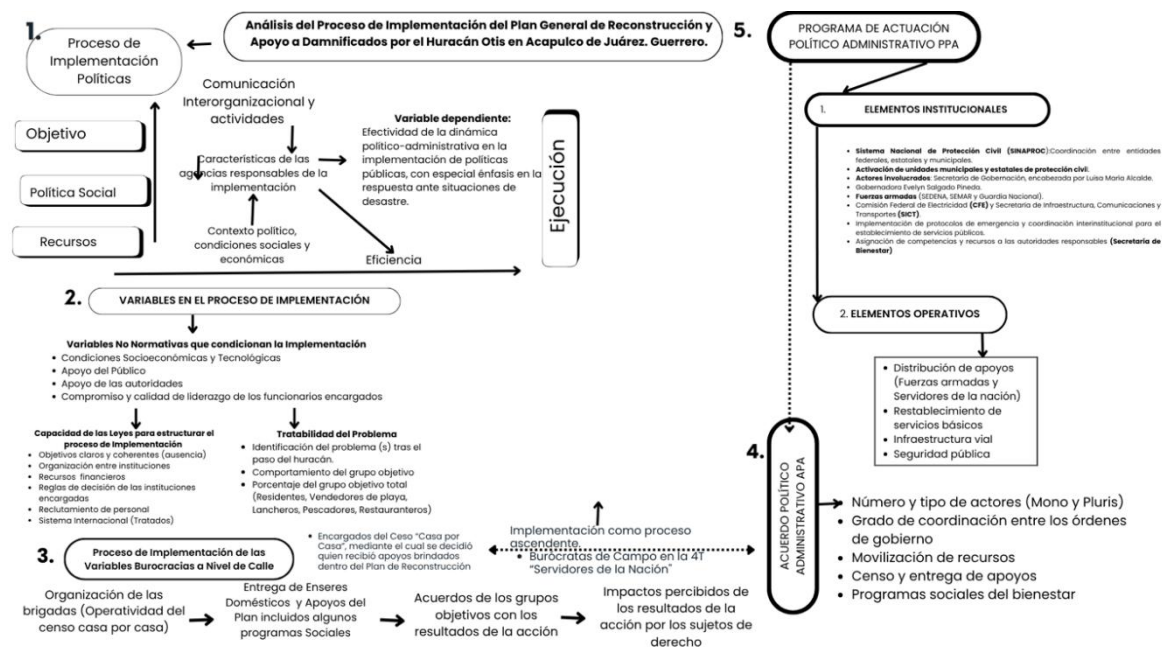 1.
Proceso de
Implementación
Políticas
Análisis del Proceso de Implementación del Plan General de Reconstrucción y
Apoyo a Damnificados por el Huracán Otis en Acapulco de Juárez. Guerrero.
Objetivo
Política Social
Recursos
Comunicación
Interorganizacional y
actividades
Características de las
agencias responsables de la
implementación
Contexto político,
condiciones sociales y
económicas
Variable dependiente:
Efectividad de la dinámica
político-administrativa en la
implementación de políticas
públicas, con especial énfasis en la
respuesta ante situaciones de
desastre.
Eficiencia
Ejecución
2.
VARIABLES EN EL PROCESO DE IMPLEMENTACIÓN
Variables No Normativas que condicionan la Implementación
• Condiciones Socioeconómicas y Tecnológicas
• Apoyo del Público
• Apoyo de las autoridades
• Compromiso y calidad de liderazgo de los funcionarios encargados
Capacidad de las Leyes para estructurar el
proceso de Implementación
• Objetivos claros y coherentes (ausencia)
• Organización entre instituciones
• Recursos financieros
• Reglas de decisión de las instituciones
encargadas
• Reclutamiento de personal
• Sistema Internacional (Tratados)
Tratabilidad del Problema
• Identificación del problema (s) tras el
paso del huracán.
• Comportamiento del grupo objetivo
• Porcentaje del grupo objetivo total
(Residentes, Vendedores de playa,
Lancheros, Pescadores, Restauranteros)
3.
Proceso de Implementación de las
Variables Burocracias a Nivel de Calle
• Encargados del Ceso "Casa por
Casa", mediante el cual se decidió
quien recibió apoyos brindados
dentro del Plan de Reconstrucción
Implementación como proceso
ascendente.
• Burócratas de Campo en la 4T
"Servidores de la Nación"
Organización de las
brigadas (Operatividad del
censo casa por casa)
Entrega de Enseres
Domésticos y Apoyos del
Plan incluidos algunos
programas Sociales
Acuerdos de los grupos
objetivos con los
resultados de la acción
Impactos percibidos de
los resultados de la
acción por los sujetos de
derecho
4.
ACUERDO POLÍTICO
ADMINISTRATIVO APA
• Número y tipo de actores (Mono y Pluris)
• Grado de coordinación entre los órdenes
de gobierno
• Movilización de recursos
• Censo y entrega de apoyos
• Programas sociales del bienestar
5.
PROGRAMA DE ACTUACIÓN
POLÍTICO ADMINISTRATIVO PPA
1. ELEMENTOS INSTITUCIONALES
• Sistema Nacional de Protección Civil (SINAPROC):Coordinación entre entidades
federales, estatales y municipales.
• Activación de unidades municipales y estatales de protección civil.
• Actores involucrados: Secretaría de Gobernación, encabezada por Luisa María Alcalde.
• Gobernadora Evelyn Salgado Pineda.
• Fuerzas armadas (SEDENA, SEMAR y Guardia Nacional).
• Comisión Federal de Electricidad (CFE) y Secretaría de Infraestructura, Comunicaciones y
Transportes (SICT).
• Implementación de protocolos de emergencia y coordinación interinstitucional para el
establecimiento de servicios públicos.
• Asignación de competencias y recursos a las autoridades responsables (Secretaría de
Bienestar)
2. ELEMENTOS OPERATIVOS
• Distribución de apoyos
(Fuerzas armadas y
Servidores de la nación)
• Restablecimiento de
servicios básicos
• Infraestructura vial
• Seguridad pública